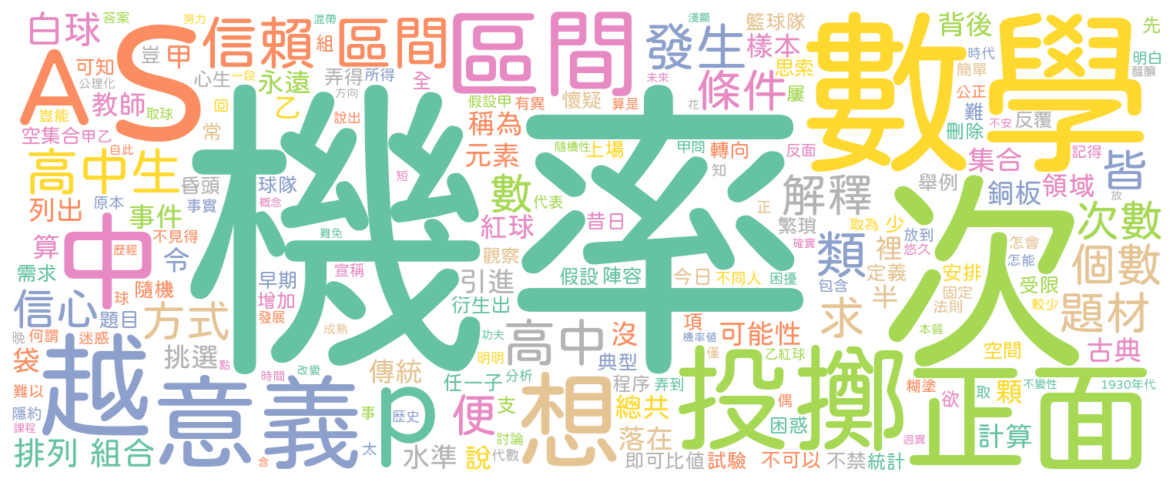 白球 豈 甲 信賴 區間 區間 發生 籃球隊 背後 先
淺顯 混帶 努力 答案
AS 組 樣本 數學 時代 明白
可知 心生 一段 永遠 弄得 所得 全 未來 思索 簡單 醞釀
公理化 教師 取球 回 方向 乙 假設甲 有異 懷疑 算是 條件 屢 公正 難
豈能 空集合 甲乙 常 說出 稱為 花 刪除 不安 反覆
自此 機率 隨機性 上場 甲問 轉向 反面 集合 記得 皆
高中生 昏頭 元素 短 知 解釋 舉例 銅板 領域 放
列出 原本 事件 事實 球隊 概念 數 代表 昔日 正 繁瑣 取為 少 次 次數
中 不見得 歷經 難免 紅球 類 裡 放到 悠久 怎會 個數
算 令 觀察 不同人 確實 定義 怎能
需求 球 隨機 早期 宣稱 引進 假設 陣容 今日 困擾 包含 安排 受限
信心 題目 方式 增加 發展 衍生出 求 半 固定 法則 題材
晚 何謂 迷惑 成熟 功夫 高中 沒 項 可能性 本質 較少
袋 越 挑選 點 改變 明明 典型 機率值 僅 乙紅球 空間 古典
難以 時間 傳統 任一子 分析 程序 弄到 投擲 糊塗 取 顆 不變性 1930年代
隱約 意義 事 p 歷史 便 支 想 總共 偶 欲 正面
課程 討論 困惑 計算
排列 組合 含 太 水準 說 代數 落在 即可 比值 試驗 不可以 不禁 統計 迥異